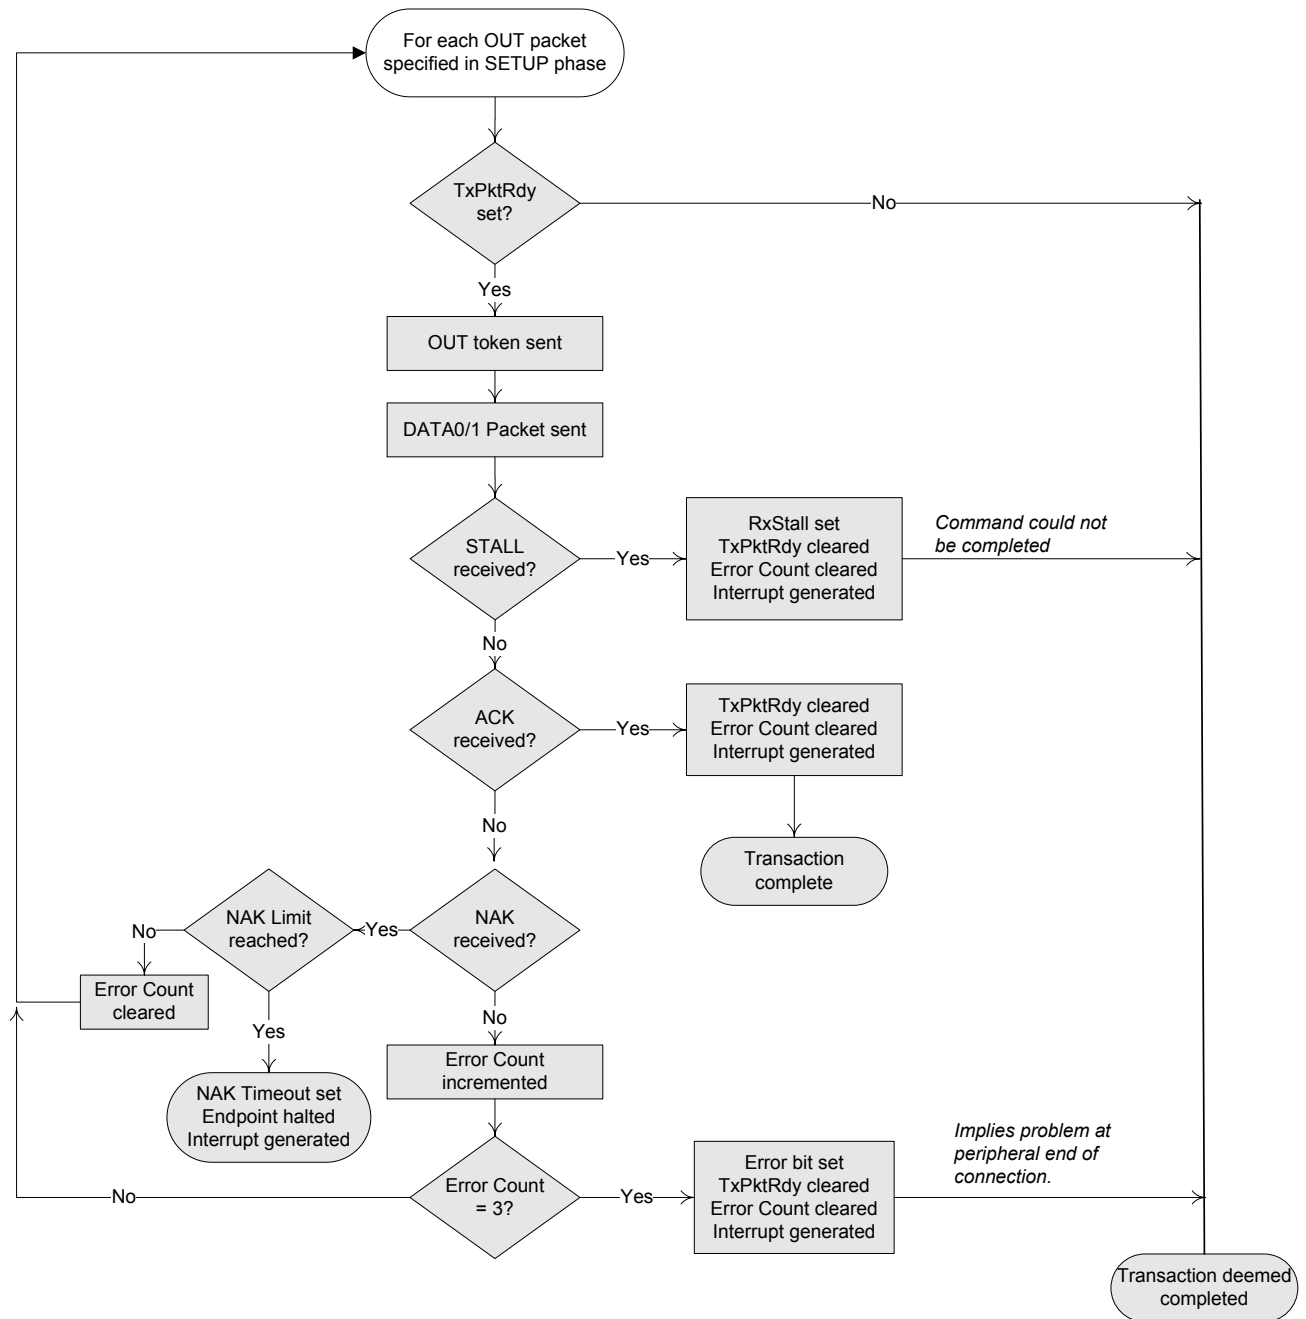 For each OUT packet
specified in SETUP phase
TxPktRdy
set?
No
Yes
OUT token sent
DATA0/1 Packet sent
STALL
received?
Yes
RxStall set
TxPktRdy cleared
Error Count cleared
Interrupt generated
Command could not
be completed
No
ACK
received?
Yes
TxPktRdy cleared
Error Count cleared
Interrupt generated
No
Transaction
complete
NAK
received?
Yes
NAK Limit
reached?
No
Error Count
cleared
Yes
NAK Timeout set
Endpoint halted
Interrupt generated
No
Error Count
incremented
Error Count
= 3?
No
Yes
Error bit set
TxPktRdy cleared
Error Count cleared
Interrupt generated
Implies problem at
peripheral end of
connection.
Transaction deemed
completed